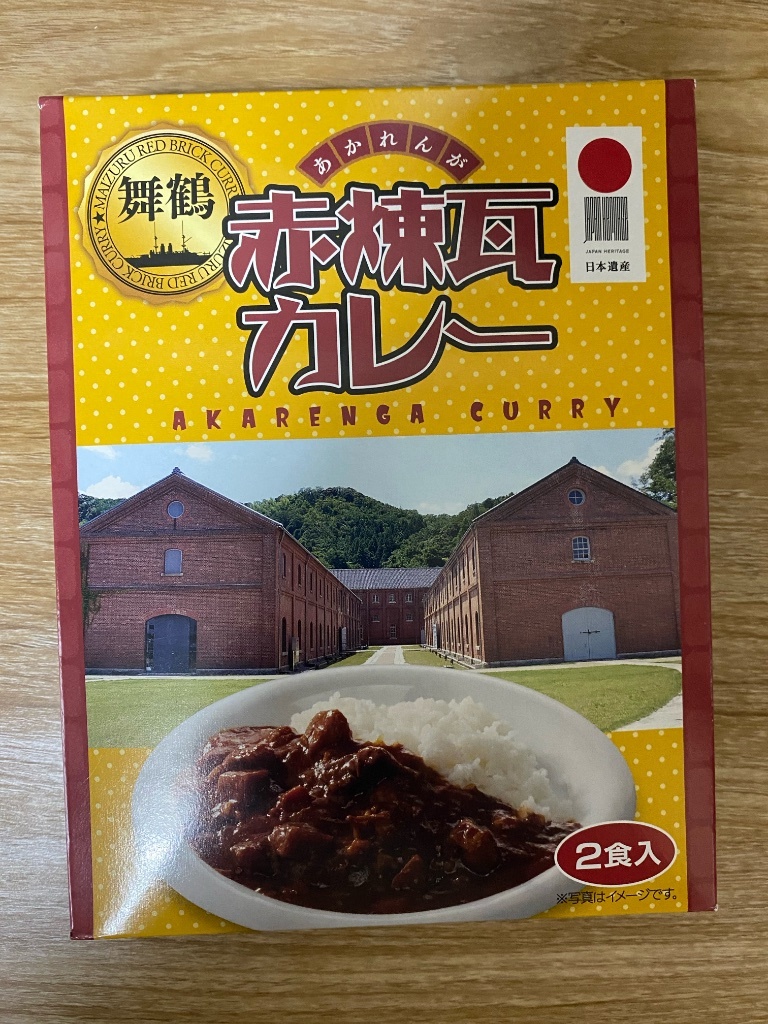 MAIZURU RED BRICK CURRY★
舞鶴
あかれんが
赤煉瓦
カレー
AKARENGA CURRY
JAPAN HERITAGE
日本遺産
2食入
※写真はイメージです。